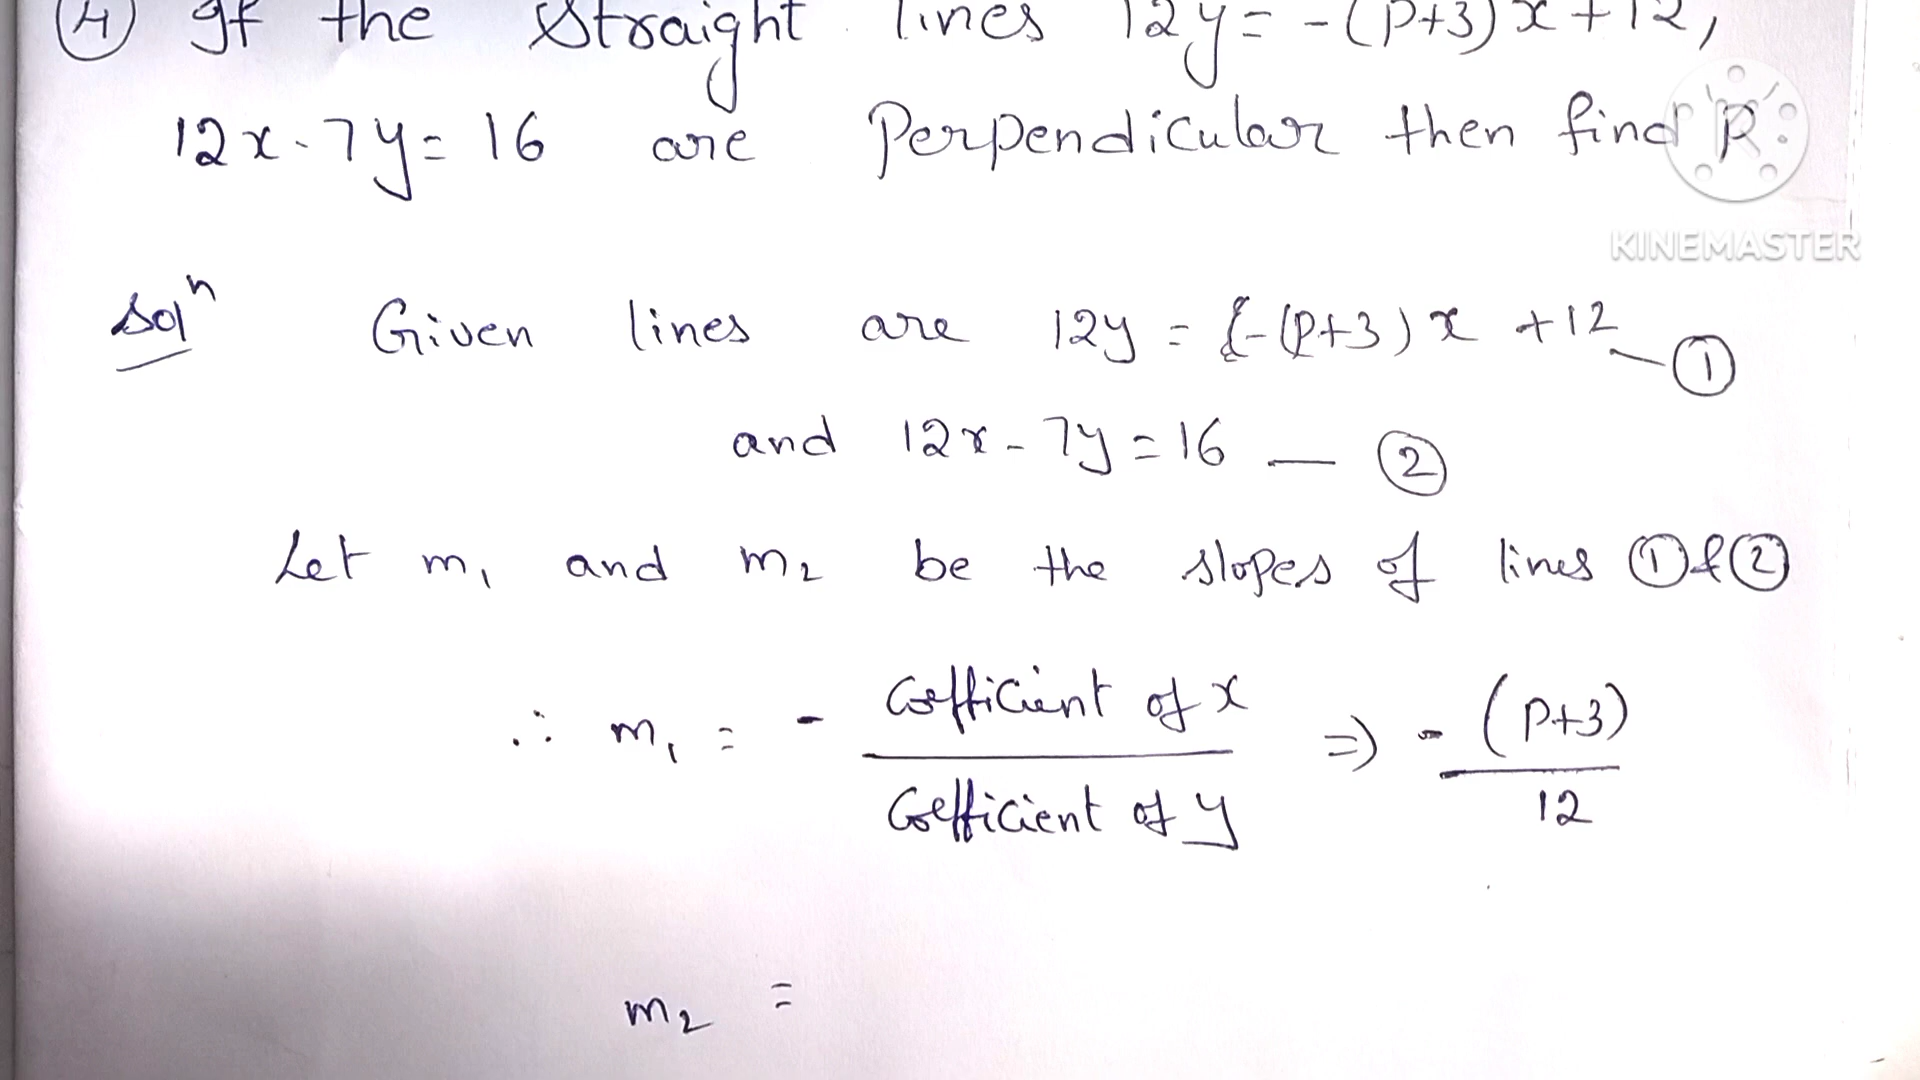 ④ If the straight lines 12y = -(P+3)x+12,
12x-7y=16 are perpendicular then find P.
KINEMASTER
Solⁿ Given lines are 12y = {-(P+3)x +12 — ①
and 12x-7y=16 — ②
Let m₁ and m₂ be the slopes of lines ①&②
∴ m₁ = - Coefficient of x / Coefficient of y ⇒ -(P+3) / 12
m₂ =